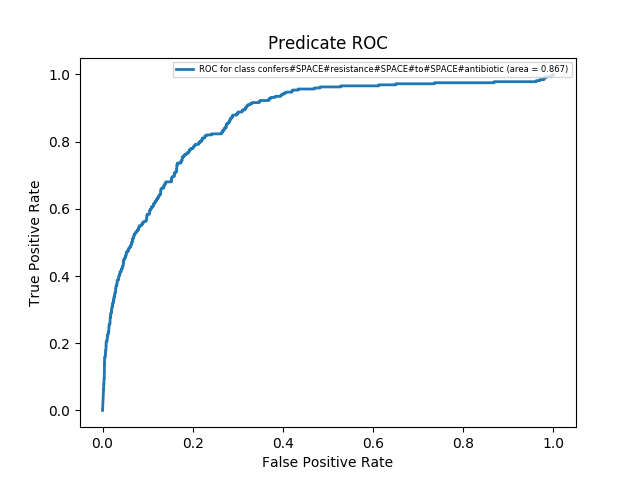 Predicate ROC
ROC for class confers#SPACE#resistance#SPACE#to#SPACE#antibiotic (area = 0.867)
1.0
0.8
0.6
0.4
0.2
0.0
True Positive Rate
0.0 0.2 0.4 0.6 0.8 1.0
False Positive Rate